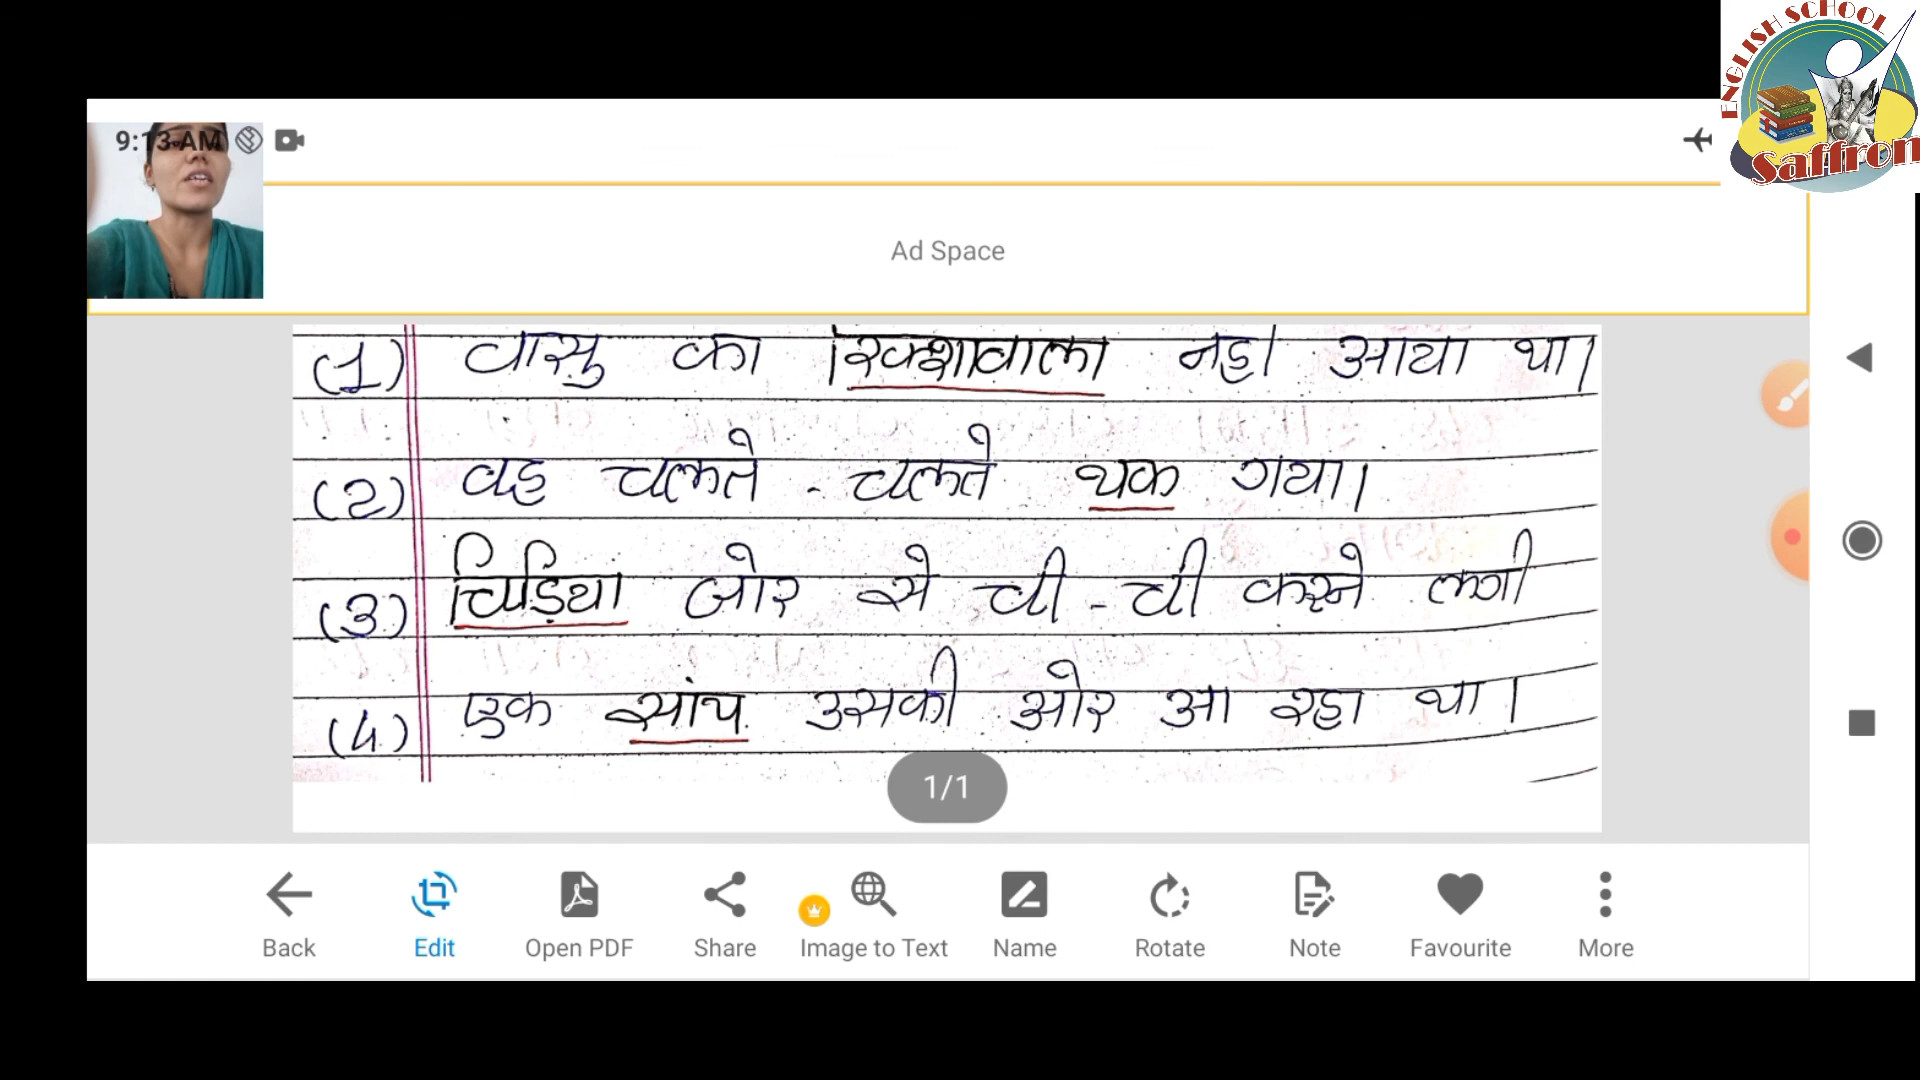 ENGLISH SCHOOL
Saffron
9:13 AM
Ad Space
(1) वासु का रिक्शावाला नही आया था।
(2) वह चलते - चलते थक गया।
(3) चिड़िया जोर से ची - ची करने लगी
(4) एक सांप उसकी ओर आ रहा था।
1/1
Back Edit Open PDF Share Image to Text Name Rotate Note Favourite More